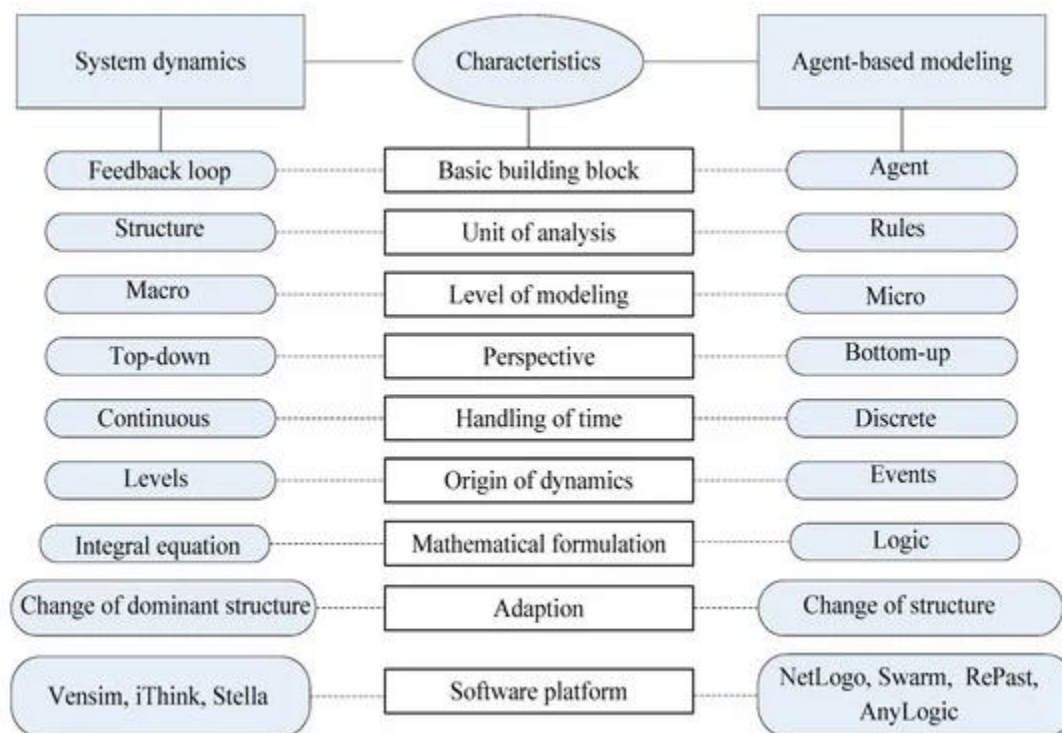 System dynamics Characteristics Agent-based modeling
Feedback loop Basic building block Agent
Structure Unit of analysis Rules
Macro Level of modeling Micro
Top-down Perspective Bottom-up
Continuous Handling of time Discrete
Levels Origin of dynamics Events
Integral equation Mathematical formulation Logic
Change of dominant structure Adaption Change of structure
Vensim, iThink, Stella Software platform NetLogo, Swarm, RePast,
AnyLogic